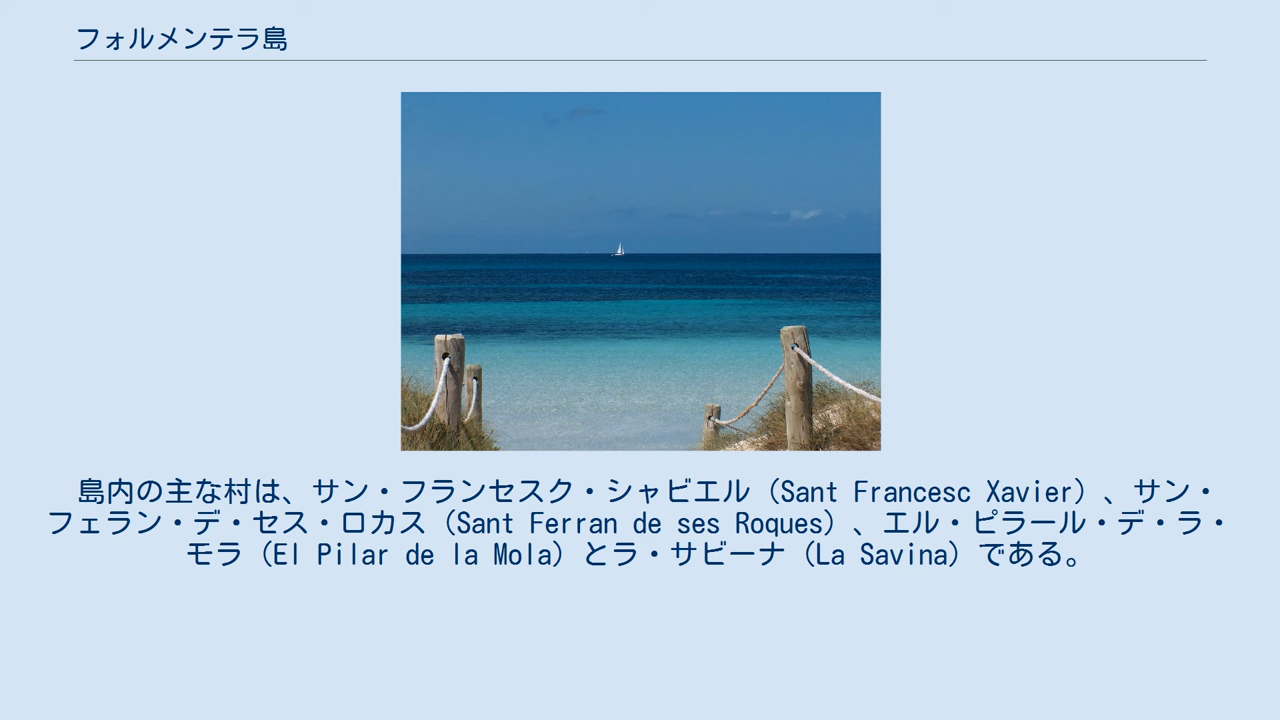 フォルメンテラ島
島内の主な村は、サン・フランセスク・シャビエル（Sant Francesc Xavier）、サン・
フェラン・デ・セス・ロカス（Sant Ferran de ses Roques）、エル・ピラール・デ・ラ・
モラ（El Pilar de la Mola）とラ・サビーナ（La Savina）である。